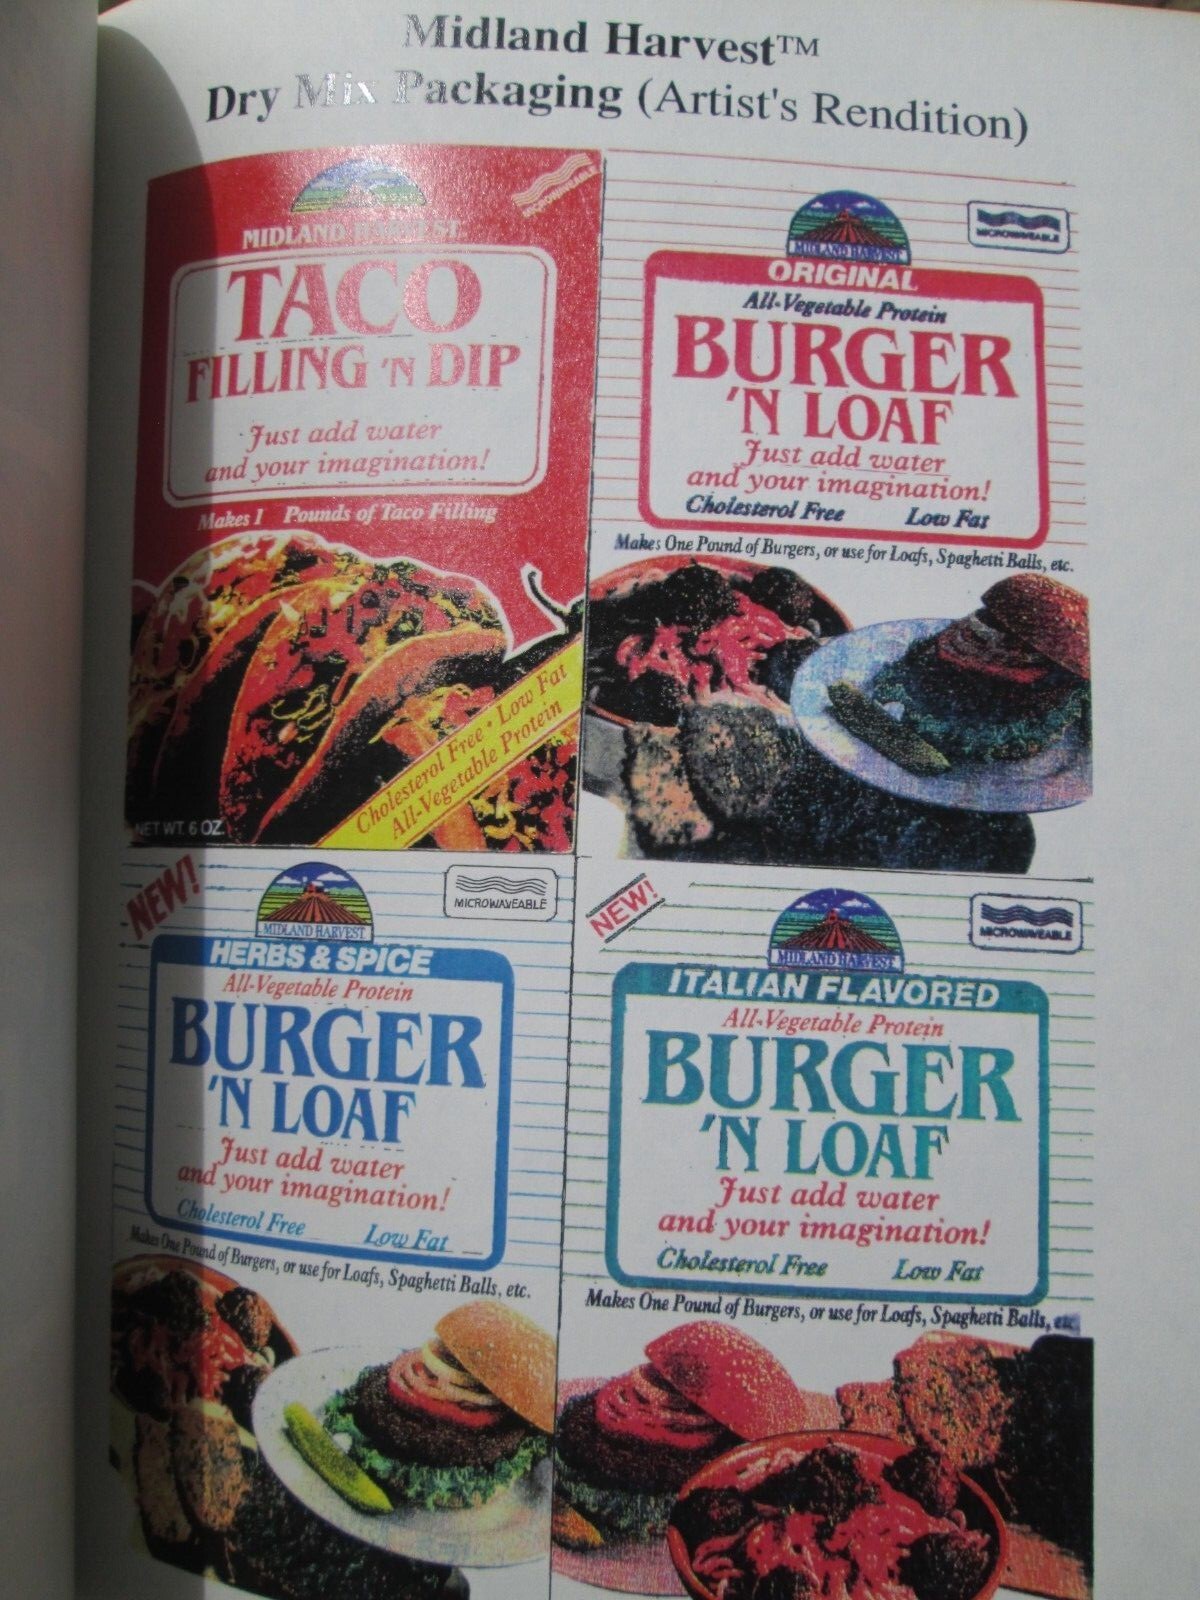 Midland Harvest™
Dry Mix Packaging (Artist's Rendition)
MICROWAVEABLE
MIDLAND HARVEST
TACO
FILLING 'N DIP
Just add water
and your imagination!
Makes 1 Pounds of Taco Filling
Cholesterol Free • Low Fat
All-Vegetable Protein
NET WT. 6 OZ.
MIDLAND HARVEST
MICROWAVEABLE
ORIGINAL
All-Vegetable Protein
BURGER
'N LOAF
Just add water
and your imagination!
Cholesterol Free Low Fat
Makes One Pound of Burgers, or use for Loafs, Spaghetti Balls, etc.
NEW!
MIDLAND HARVEST
MICROWAVEABLE
HERBS & SPICE
All-Vegetable Protein
BURGER
'N LOAF
Just add water
and your imagination!
Cholesterol Free Low Fat
Makes One Pound of Burgers, or use for Loafs, Spaghetti Balls, etc.
NEW!
MIDLAND HARVEST
MICROWAVEABLE
ITALIAN FLAVORED
All-Vegetable Protein
BURGER
'N LOAF
Just add water
and your imagination!
Cholesterol Free Low Fat
Makes One Pound of Burgers, or use for Loafs, Spaghetti Balls, etc.